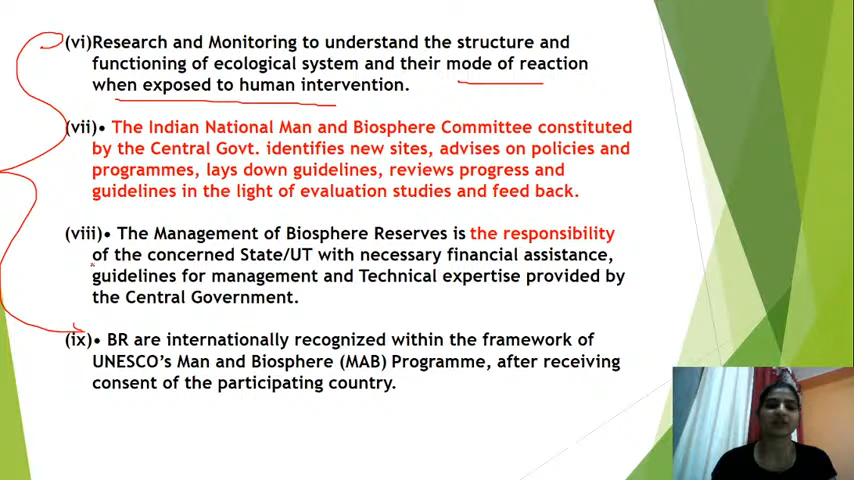 (vi)Research and Monitoring to understand the structure and
functioning of ecological system and their mode of reaction
when exposed to human intervention.
(vii)• The Indian National Man and Biosphere Committee constituted
by the Central Govt. identifies new sites, advises on policies and
programmes, lays down guidelines, reviews progress and
guidelines in the light of evaluation studies and feed back.
(viii)• The Management of Biosphere Reserves is the responsibility
of the concerned State/UT with necessary financial assistance,
guidelines for management and Technical expertise provided by
the Central Government.
(ix)• BR are internationally recognized within the framework of
UNESCO's Man and Biosphere (MAB) Programme, after receiving
consent of the participating country.